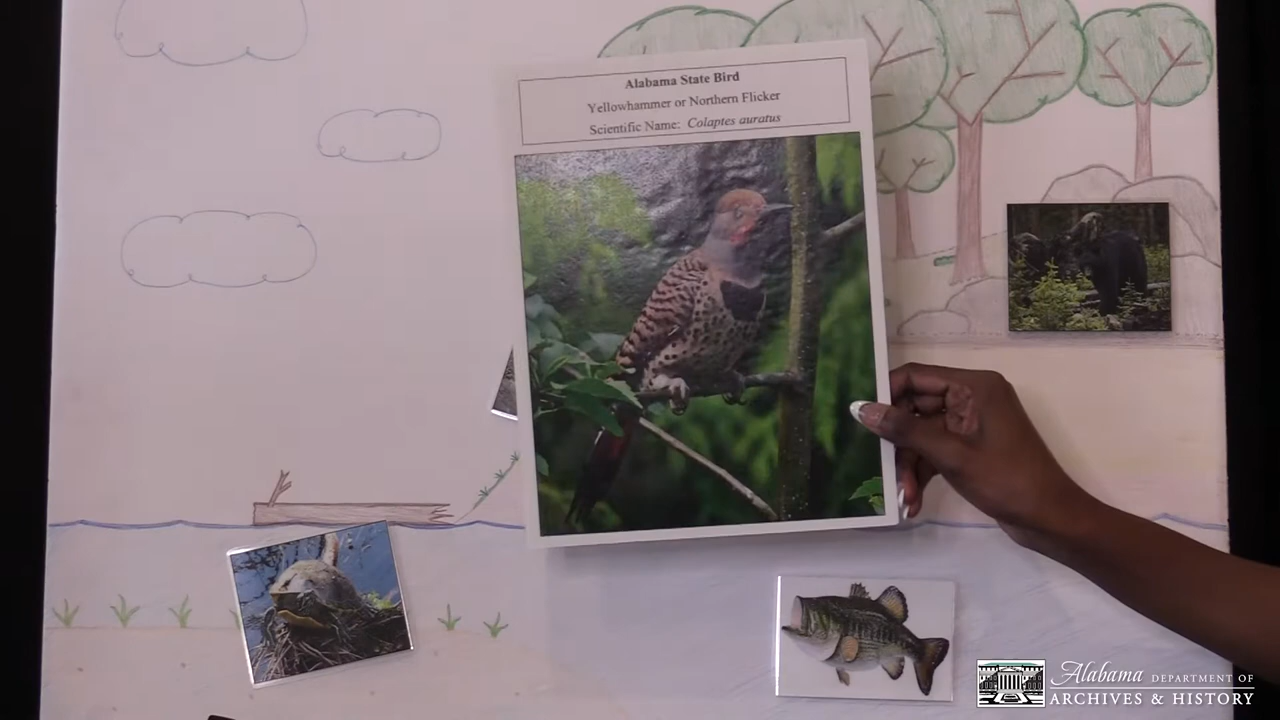 Alabama State Bird
Yellowhammer or Northern Flicker
Scientific Name: Colaptes auratus
Alabama DEPARTMENT OF
ARCHIVES & HISTORY